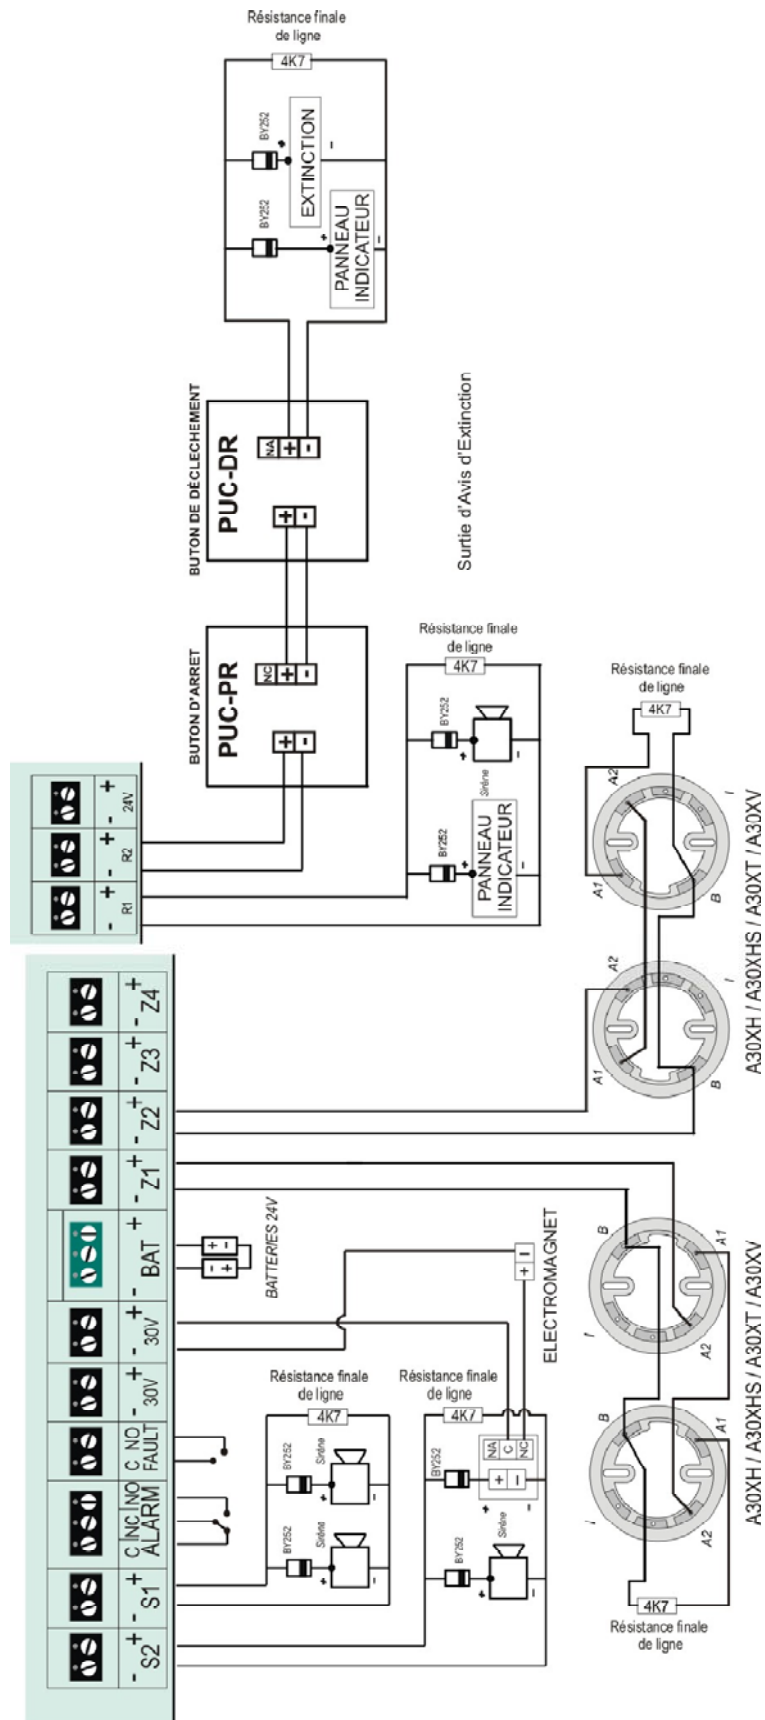 Résistance finale
de ligne
4K7
BY252
+
EXTINCTION
-
BY252
+
PANNEAU
INDICATEUR
-
BUTON DE DÈCLECHEMENT
PUC-DR
NA
+
-
+
-
Surtie d'Avis d'Extinction
BUTON D'ARRET
PUC-PR
NC
+
-
+
-
Résistance finale
de ligne
4K7
BY252
+
Sirène
-
BY252
+
PANNEAU
INDICATEUR
-
- + 24V
- + R2
- + R1
Résistance finale
de ligne
4K7
A1
A2
B
I
A1
A2
B
I
A30XH / A30XHS / A30XT / A30XV
- Z4 +
- Z3 +
- Z2 +
- Z1 +
- BAT +
- 30V +
- 30V +
C NO
FAULT
C NC NO
ALARM
- S1 +
- S2 +
+ -
- +
BATTERIES 24V
+ -
ELECTROMAGNET
Résistance finale
de ligne
4K7
BY252
Sirène
+
-
BY252
Sirène
+
-
Résistance finale
de ligne
4K7
BY252
NA
C
NC
+ -
+
-
BY252
Sirène
+
-
B
A1
I
A2
B
A1
I
A2
A30XH / A30XHS / A30XT / A30XV
4K7
Résistance finale
de ligne